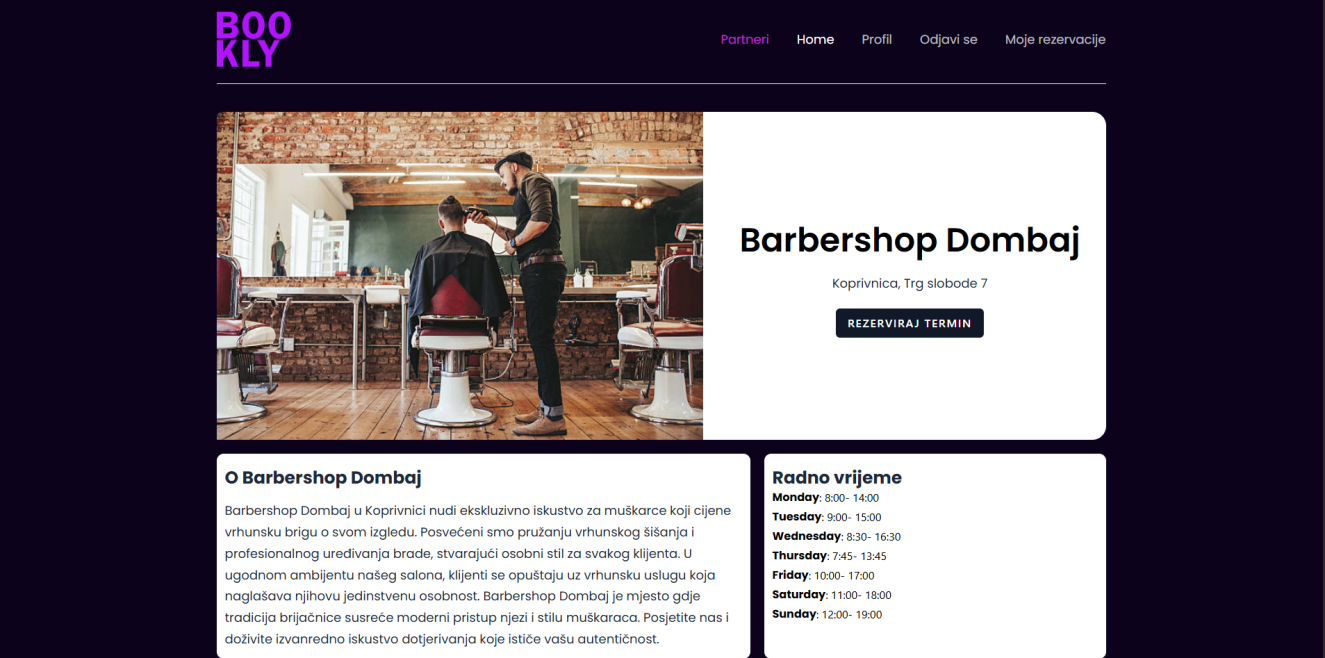 BOO
KLY
Partneri Home Profil Odjavi se Moje rezervacije
Barbershop Dombaj
Koprivnica, Trg slobode 7
REZERVIRAJ TERMIN
O Barbershop Dombaj
Barbershop Dombaj u Koprivnici nudi ekskluzivno iskustvo za muškarce koji cijene
vrhunsku brigu o svom izgledu. Posvećeni smo pružanju vrhunskog šišanja i
profesionalnog uređivanja brade, stvarajući osobni stil za svakog klijenta. U
ugodnom ambijentu našeg salona, klijenti se opuštaju uz vrhunsku uslugu koja
naglašava njihovu jedinstvenu osobnost. Barbershop Dombaj je mjesto gdje
tradicija brijačnice susreće moderni pristup njezi i stilu muškaraca. Posjetite nas i
doživite izvanredno iskustvo dotjerivanja koje ističe vašu autentičnost.
Radno vrijeme
Monday: 8:00- 14:00
Tuesday: 9:00- 15:00
Wednesday: 8:30- 16:30
Thursday: 7:45- 13:45
Friday: 10:00- 17:00
Saturday: 11:00- 18:00
Sunday: 12:00- 19:00